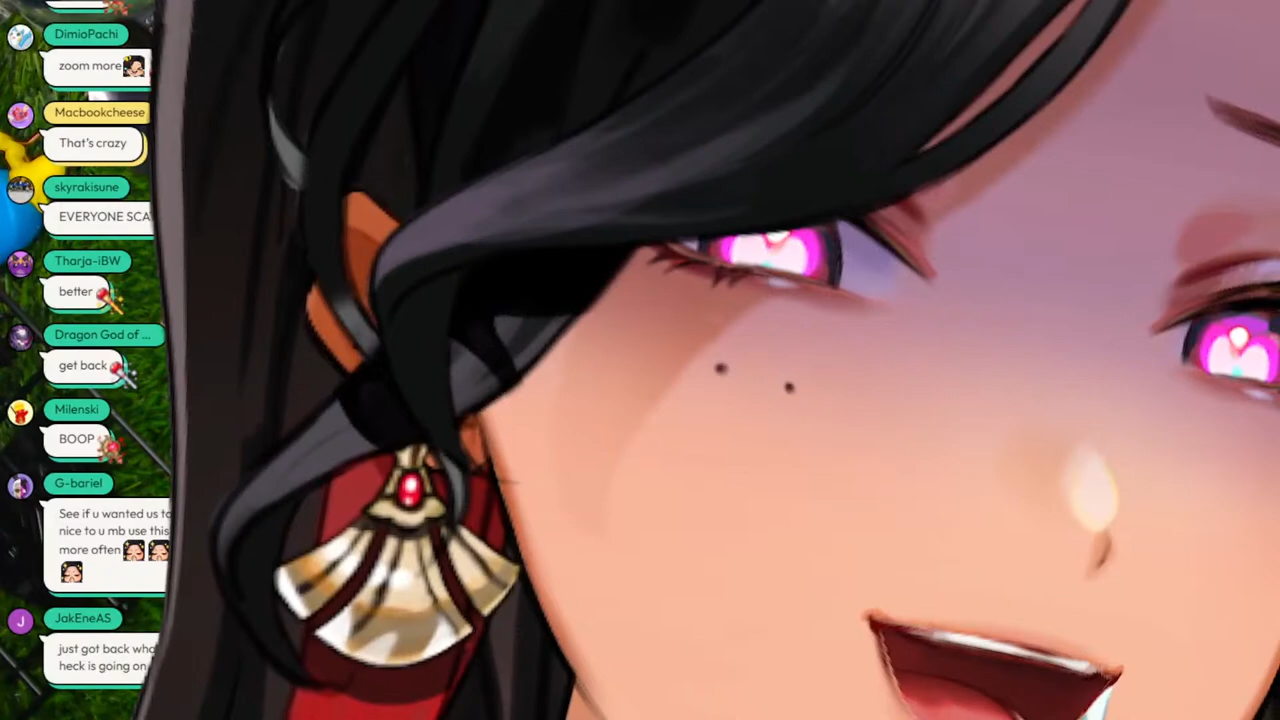 DimioPachi
zoom more
Macbookcheese
That's crazy
skyrakisune
EVERYONE SCA
Tharja-iBW
better
Dragon God of ...
get back
Milenski
BOOP
G-bariel
See if u wanted us to
nice to u mb use this
more often
J
JakEneAS
just got back wha
heck is going on